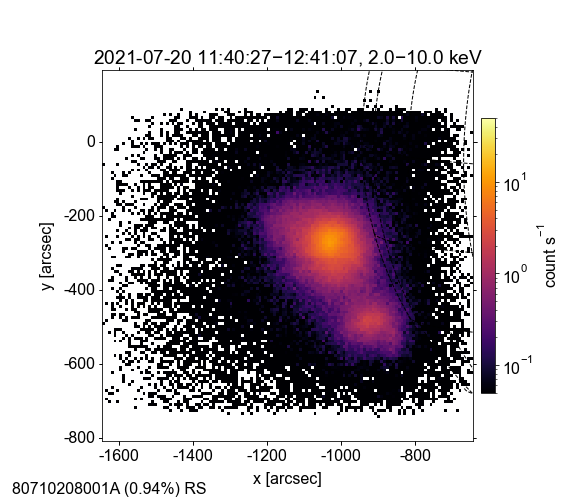 2021-07-20 11:40:27−12:41:07, 2.0−10.0 keV
0
-200
-400
-600
-800
y [arcsec]
-1600
-1400
-1200
-1000
-800
x [arcsec]
10¹
10⁰
10⁻¹
count s⁻¹
80710208001A (0.94%) RS